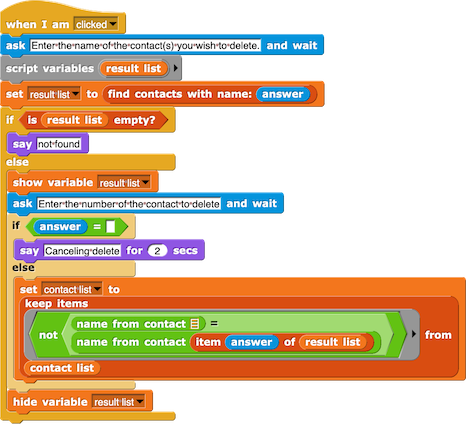 when I am clicked
ask Enter the name of the contact(s) you wish to delete. and wait
script variables result list
set result list to find contacts with name: answer
if is result list empty?
say not found
else
show variable result list
ask Enter the number of the contact to delete and wait
if answer =
say Canceling delete for 2 secs
else
set contact list to
keep items
name from contact =
not
name from contact item answer of result list
from
contact list
hide variable result list